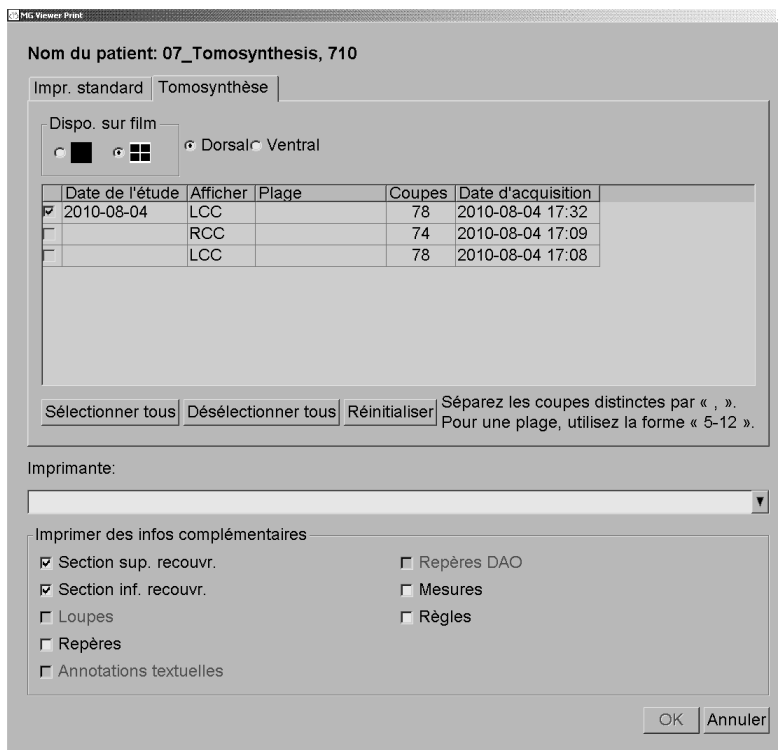 MG Viewer Print
Nom du patient: 07_Tomosynthesis, 710
Impr. standard Tomosynthèse
Dispo. sur film
Dorsal Ventral
Date de l'étude Afficher Plage Coupes Date d'acquisition
2010-08-04 LCC 78 2010-08-04 17:32
RCC 74 2010-08-04 17:09
LCC 78 2010-08-04 17:08
Sélectionner tous Désélectionner tous Réinitialiser
Séparez les coupes distinctes par « , ».
Pour une plage, utilisez la forme « 5-12 ».
Imprimante:
Imprimer des infos complémentaires
Section sup. recouvr. Repères DAO
Section inf. recouvr. Mesures
Loupes Règles
Repères
Annotations textuelles
OK Annuler